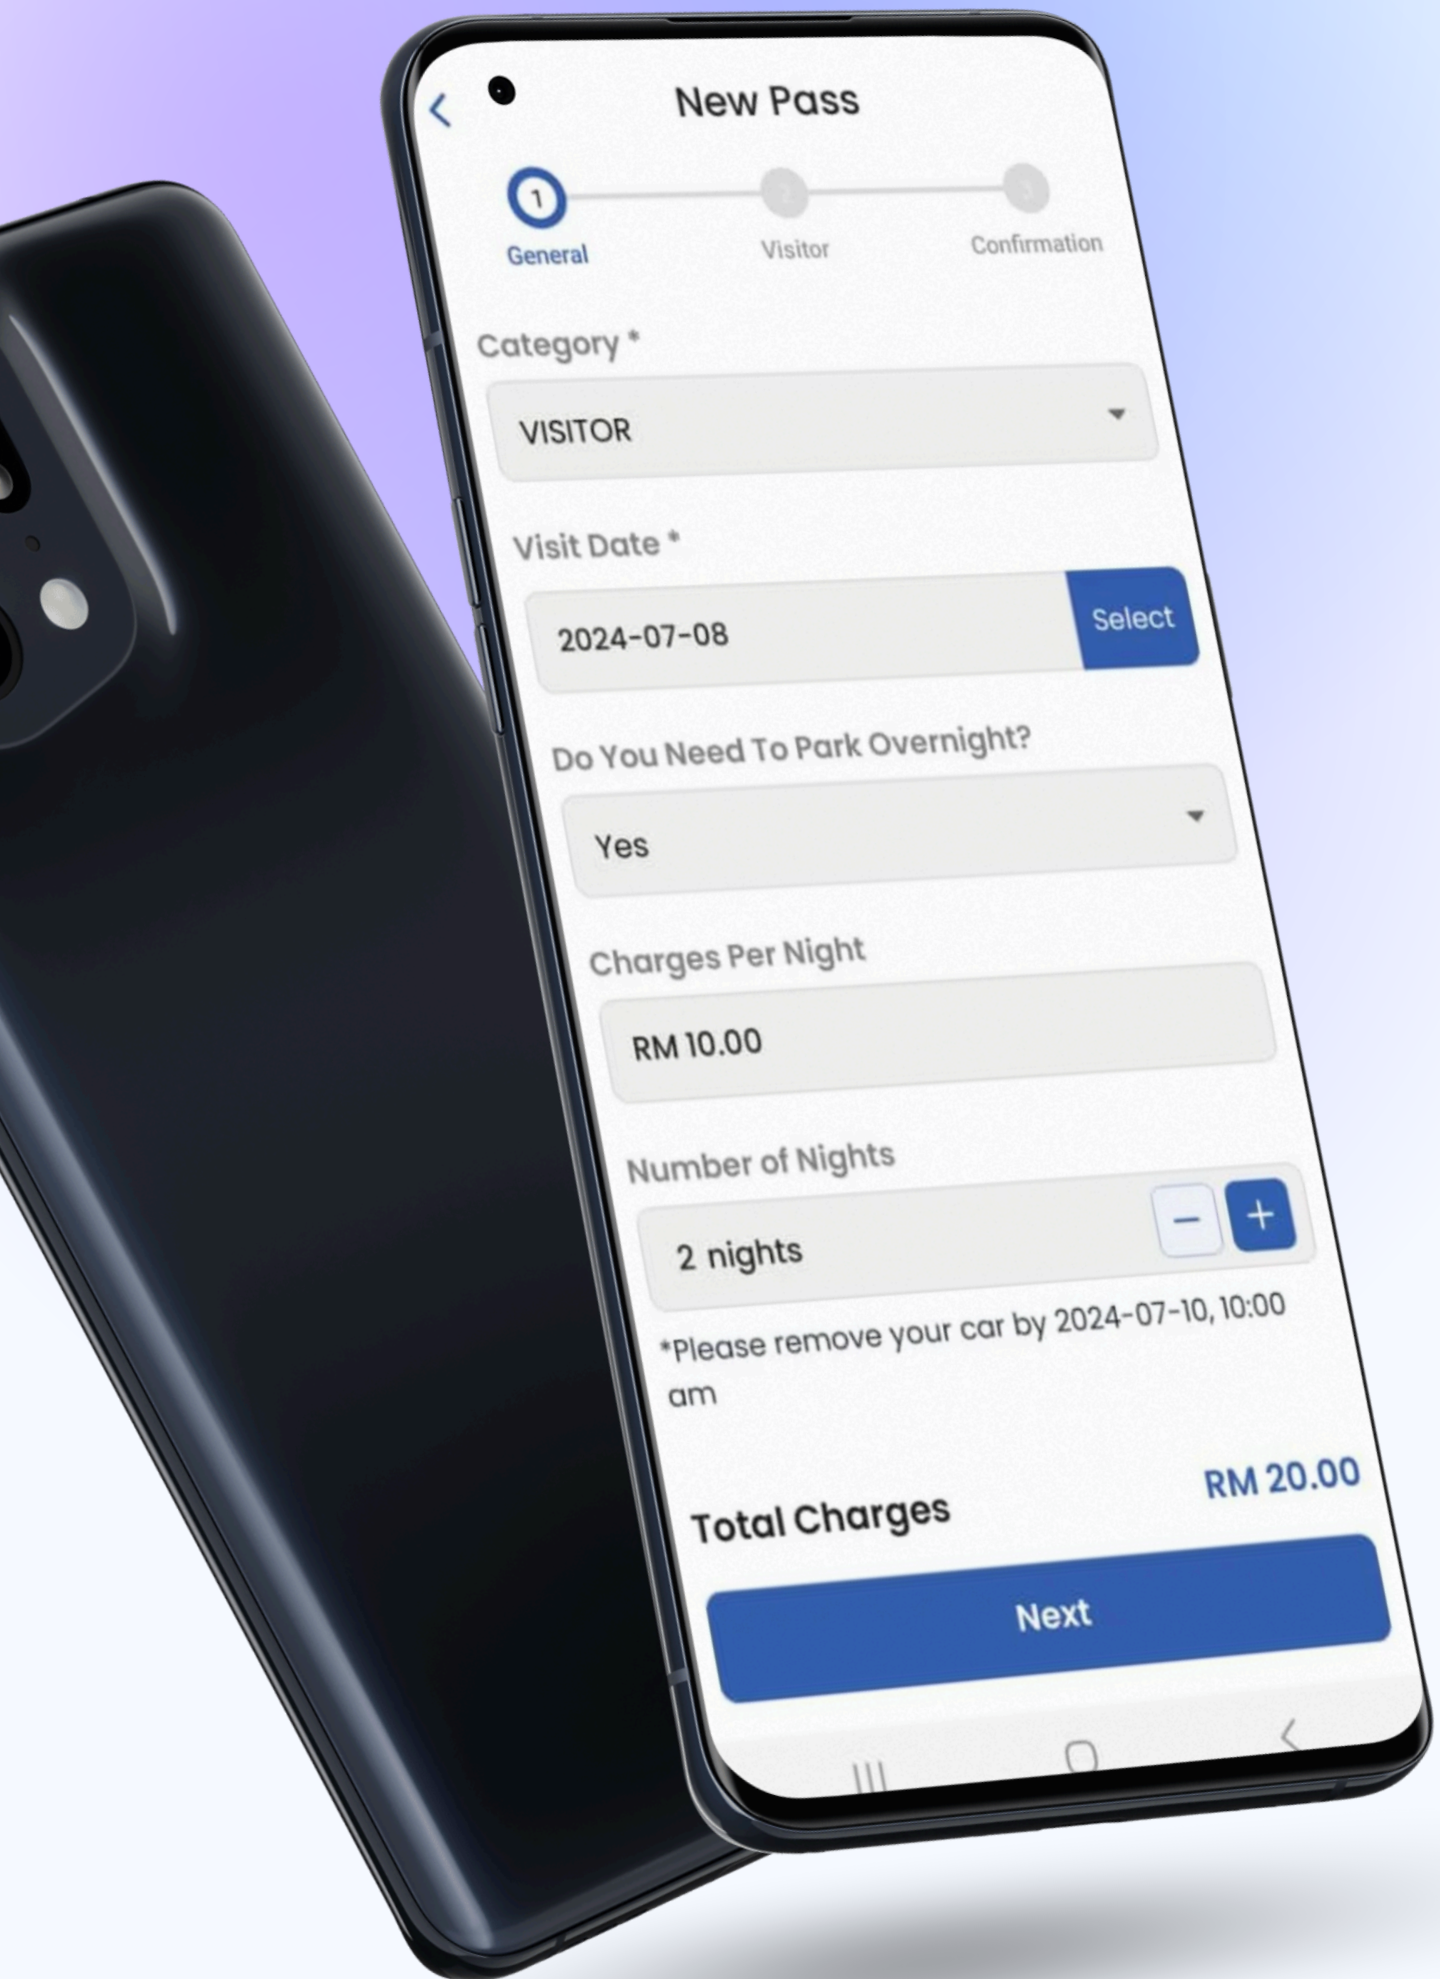 New Pass
1
General
Visitor
Confirmation
Category *
VISITOR
Visit Date *
2024-07-08
Select
Do You Need To Park Overnight?
Yes
Charges Per Night
RM 10.00
Number of Nights
2 nights
*Please remove your car by 2024-07-10, 10:00
am
Total Charges
RM 20.00
Next